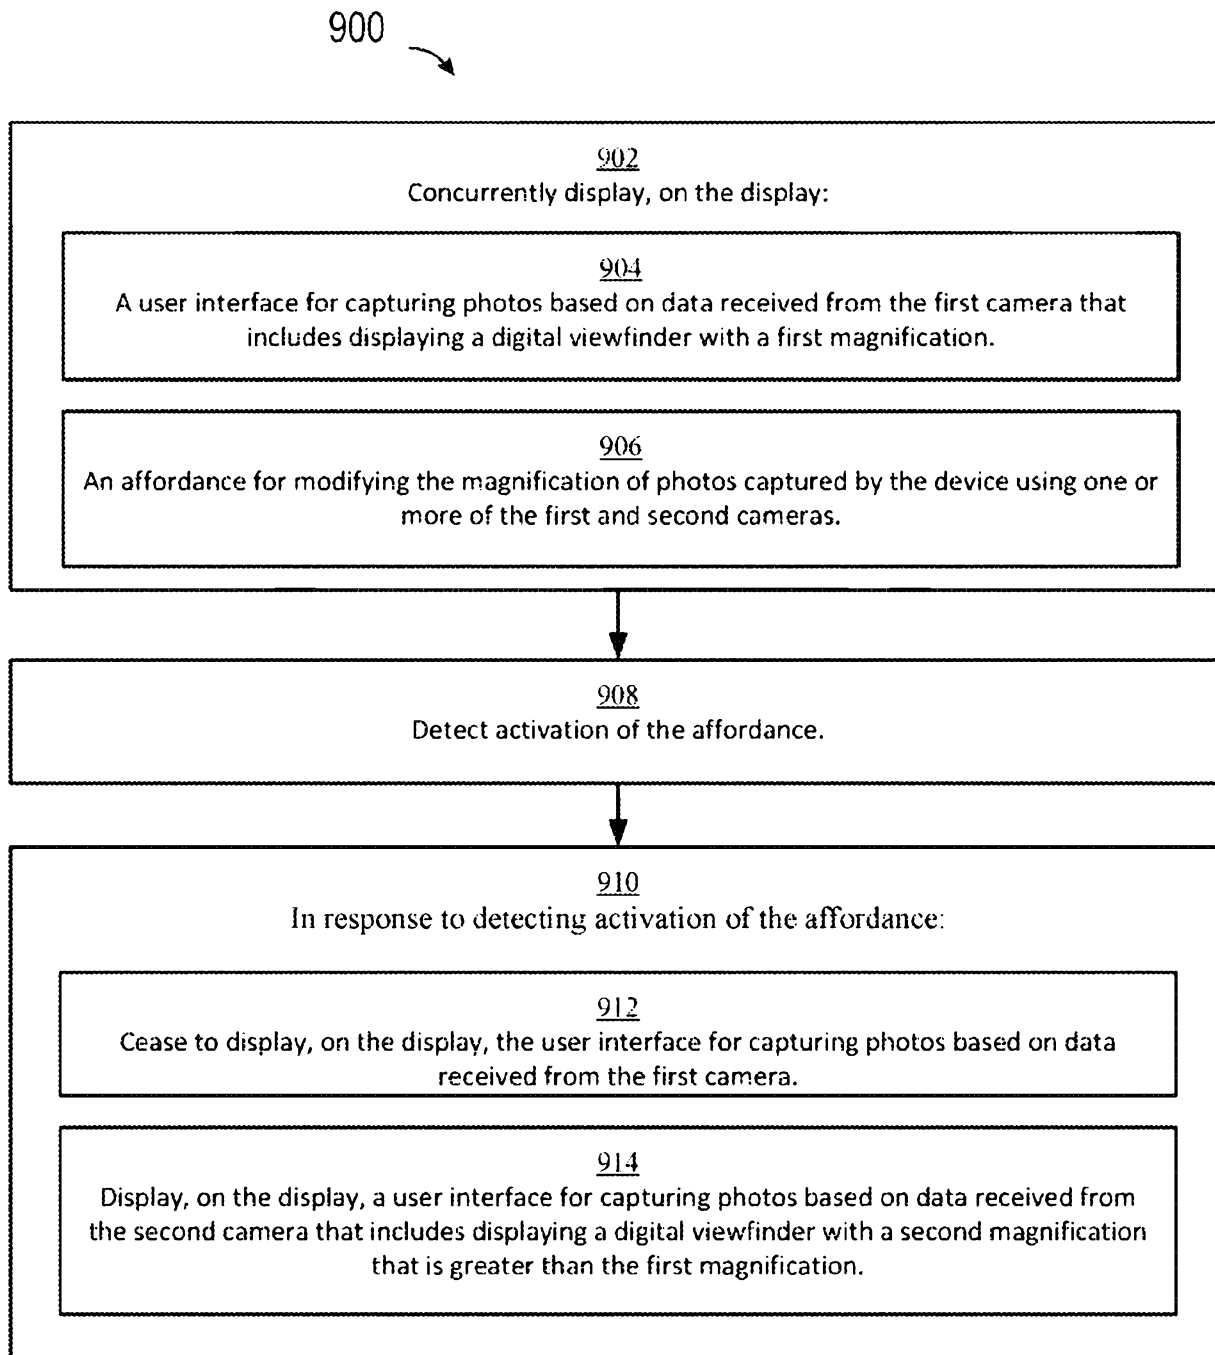 900
902
Concurrently display, on the display:
904
A user interface for capturing photos based on data received from the first camera that
includes displaying a digital viewfinder with a first magnification.
906
An affordance for modifying the magnification of photos captured by the device using one or
more of the first and second cameras.
908
Detect activation of the affordance.
910
In response to detecting activation of the affordance:
912
Cease to display, on the display, the user interface for capturing photos based on data
received from the first camera.
914
Display, on the display, a user interface for capturing photos based on data received from
the second camera that includes displaying a digital viewfinder with a second magnification
that is greater than the first magnification.